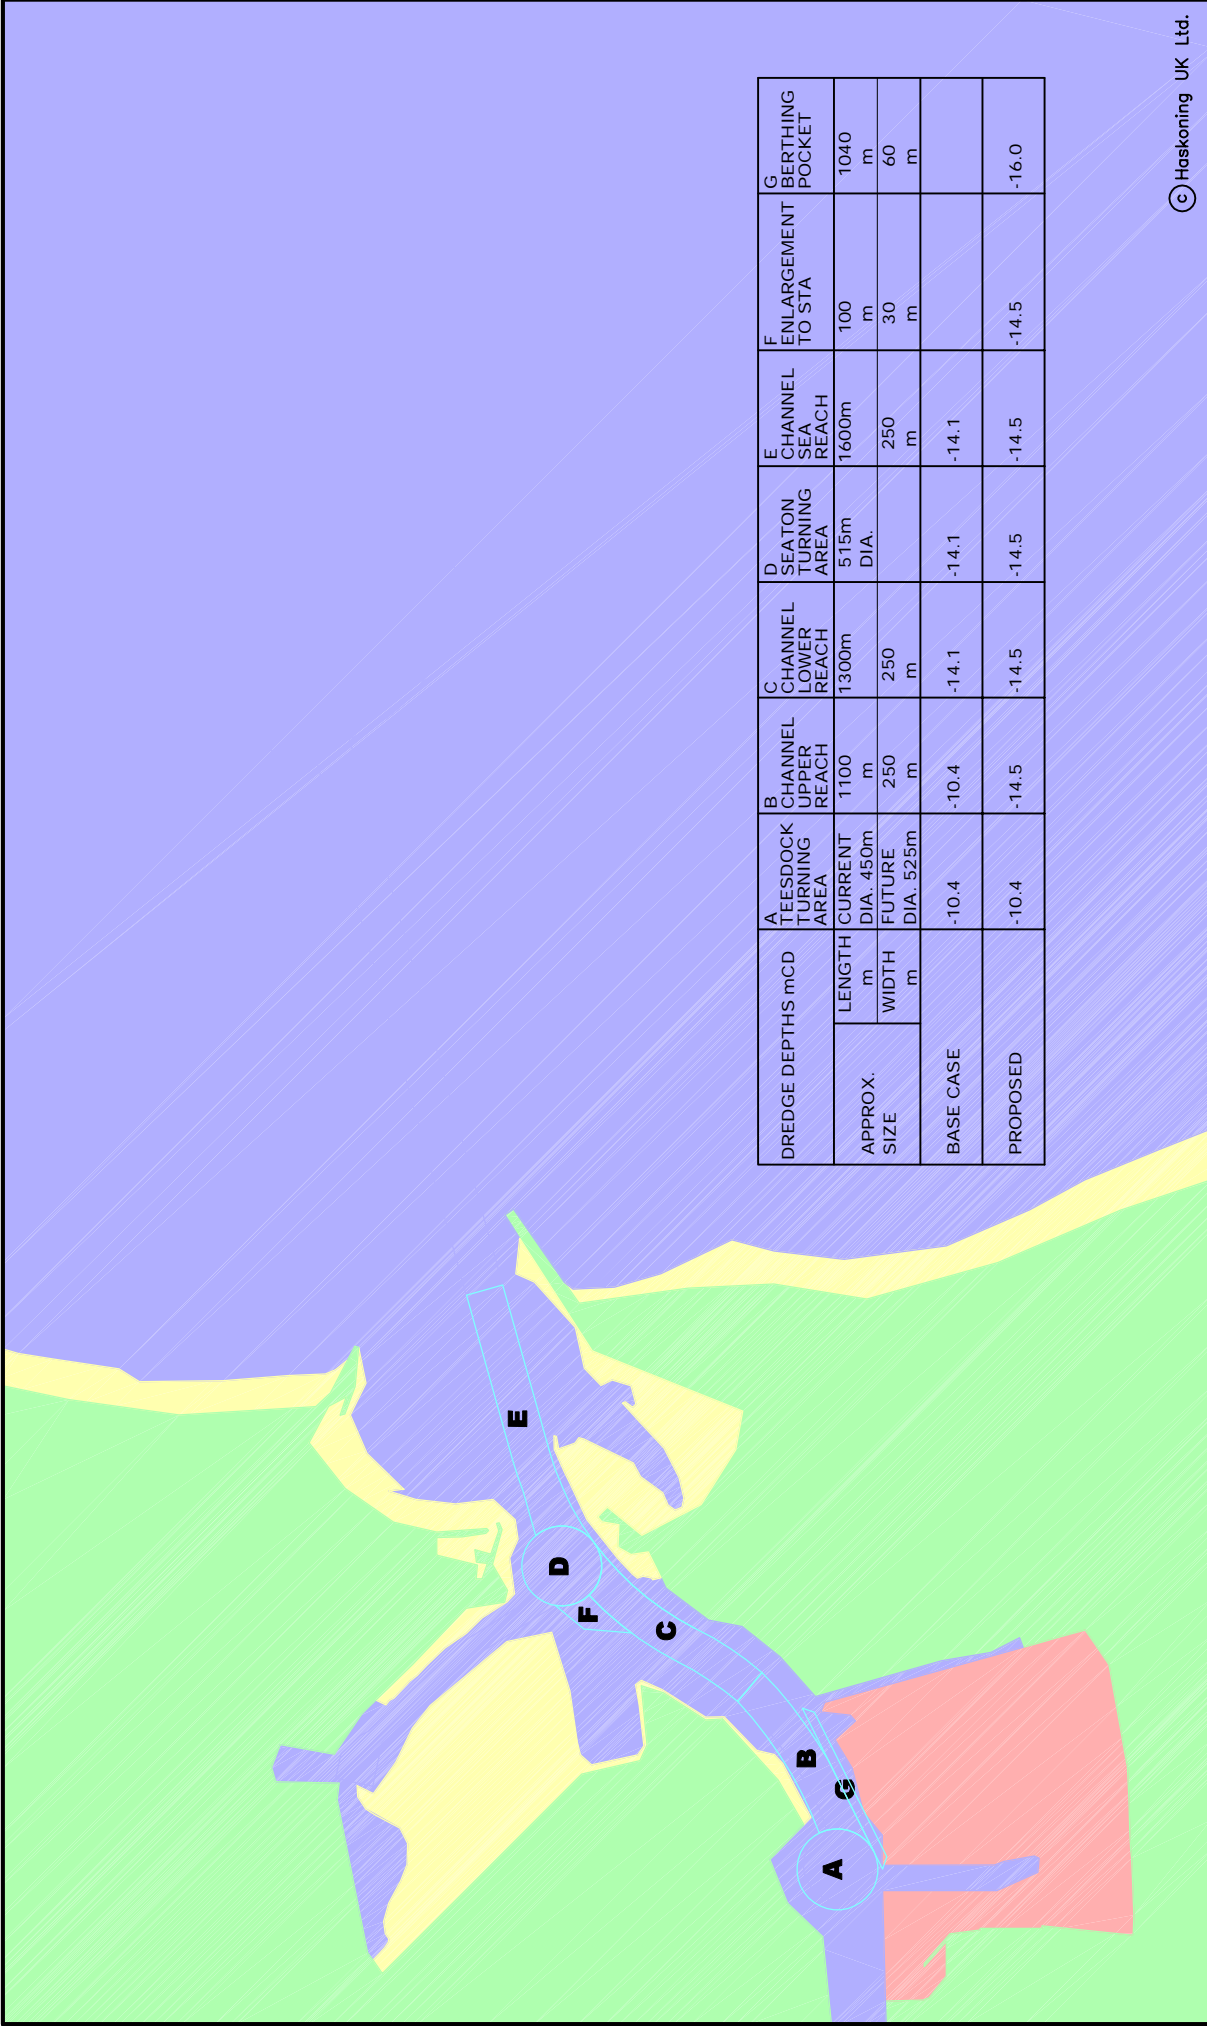 DREDGE DEPTHS mCD
A
TEESDOCK
TURNING
AREA
B
CHANNEL
UPPER
REACH
C
CHANNEL
LOWER
REACH
D
SEATON
TURNING
AREA
E
CHANNEL
SEA
REACH
F
ENLARGEMENT
TO STA
G
BERTHING
POCKET
APPROX.
SIZE
LENGTH
m
CURRENT
DIA. 450m
1100
m
1300m
515m
DIA.
1600m
100
m
1040
m
WIDTH
m
FUTURE
DIA. 525m
250
m
250
m
250
m
30
m
60
m
BASE CASE
-10.4
-10.4
-14.1
-14.1
-14.1
PROPOSED
-10.4
-14.5
-14.5
-14.5
-14.5
-14.5
-16.0
E
D
F
C
B
G
A
© Haskoning UK Ltd.